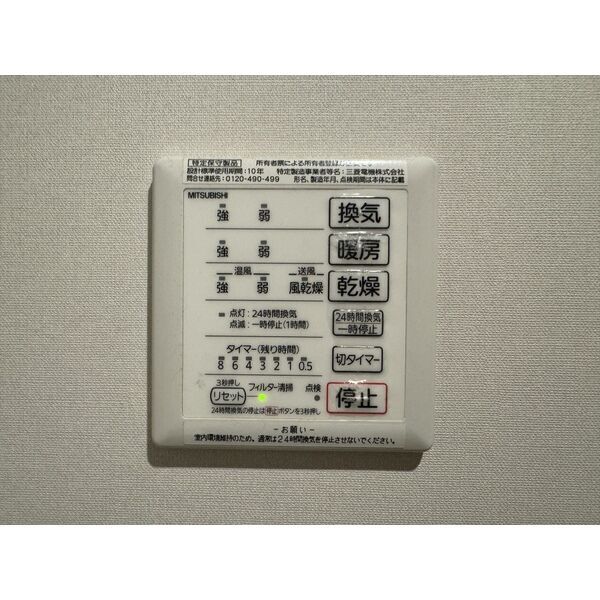 特定保守製品 所有者票による所有者登録
設計標準使用期間:10年 特定製造事業者等名:三菱電機株式会社
問合せ連絡先:0120-490-499 形名、製造年月、点検期間は本体に記載
MITSUBISHI
強 弱 換気
強 弱 暖房
温風 送風
強 弱 風乾燥 乾燥
点灯:24時間換気
点滅:一時停止(1時間)
24時間換気
一時停止
タイマー(残り時間)
8 6 4 3 2 1 0.5
切タイマー
3秒押し フィルター清掃 点検
リセット
停止
24時間換気の停止は停止ボタンを3秒押し
-お願い-
室内環境維持のため、通常は24時間換気を停止させないでください。